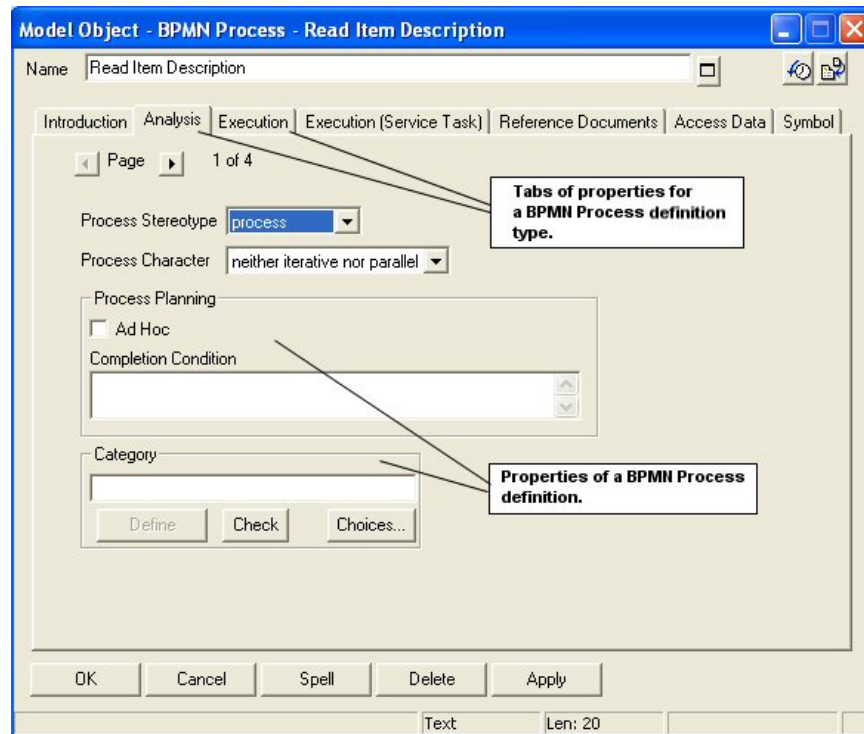 Model Object - BPMN Process - Read Item Description
Name Read Item Description
Introduction Analysis Execution Execution (Service Task) Reference Documents Access Data Symbol
Page 1 of 4
Tabs of properties for
a BPMN Process definition
type.
Process Stereotype process
Process Character neither iterative nor parallel
Process Planning
Ad Hoc
Completion Condition
Category
Properties of a BPMN Process
definition.
Define Check Choices...
OK Cancel Spell Delete Apply
Text Len: 20